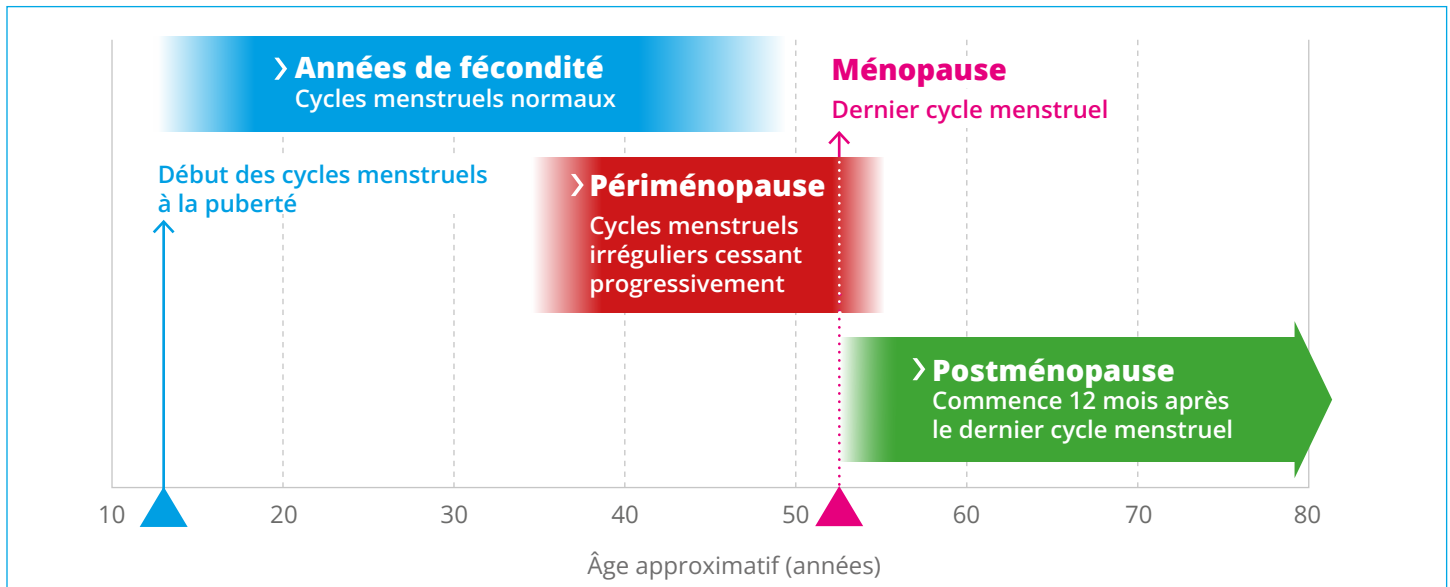 Années de fécondité
Cycles menstruels normaux
Ménopause
Dernier cycle menstruel
Début des cycles menstruels
à la puberté
Périménopause
Cycles menstruels
irréguliers cessant
progressivement
Postménopause
Commence 12 mois après
le dernier cycle menstruel
10 20 30 40 50 60 70 80
Âge approximatif (années)